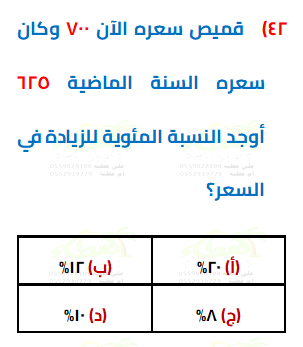 ٤٢) قميص سعره الآن ٧٠٠ وكان
سعره السنة الماضية ٦٢٥
أوجد النسبة المئوية للزيادة في
السعر؟
(أ) ٢٠% (ب) ١٢%
(ج) ٨% (د) ١٠%